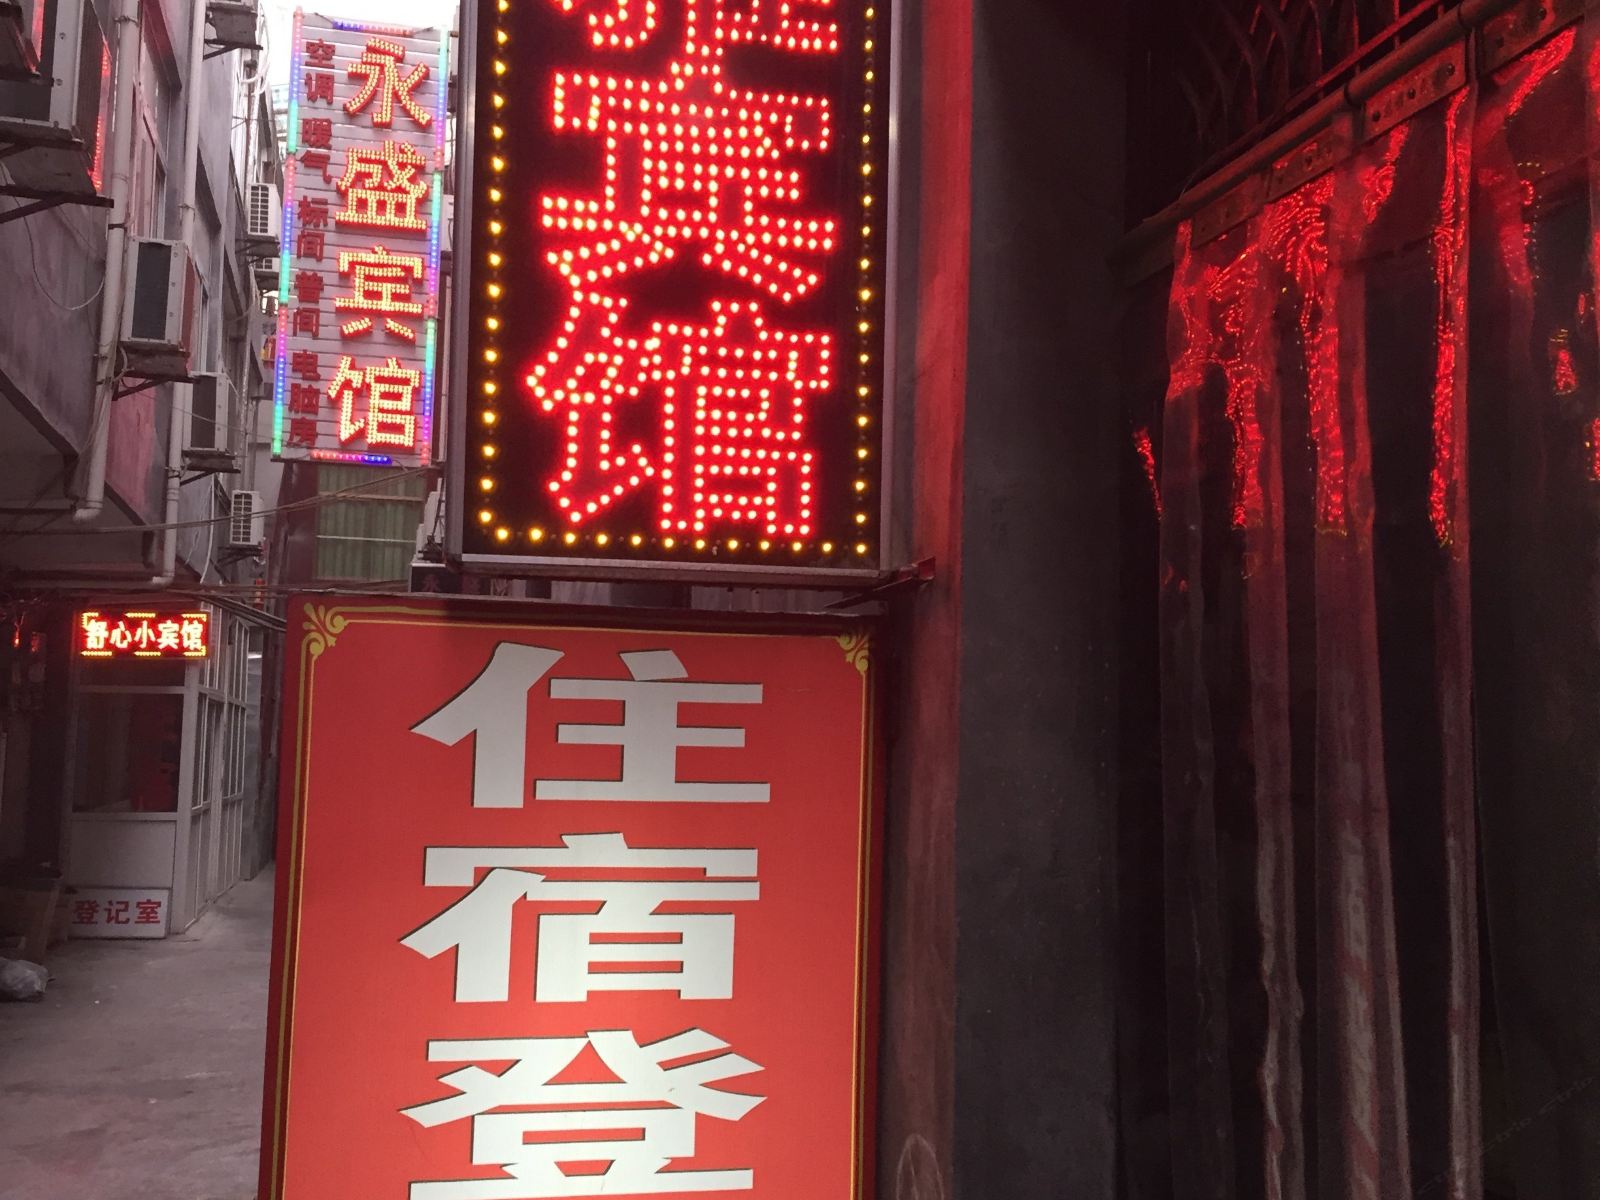 永盛宾馆
空调 暖气 标间 普间 电脑房
宾馆
舒心小宾馆
登记室
住宿登